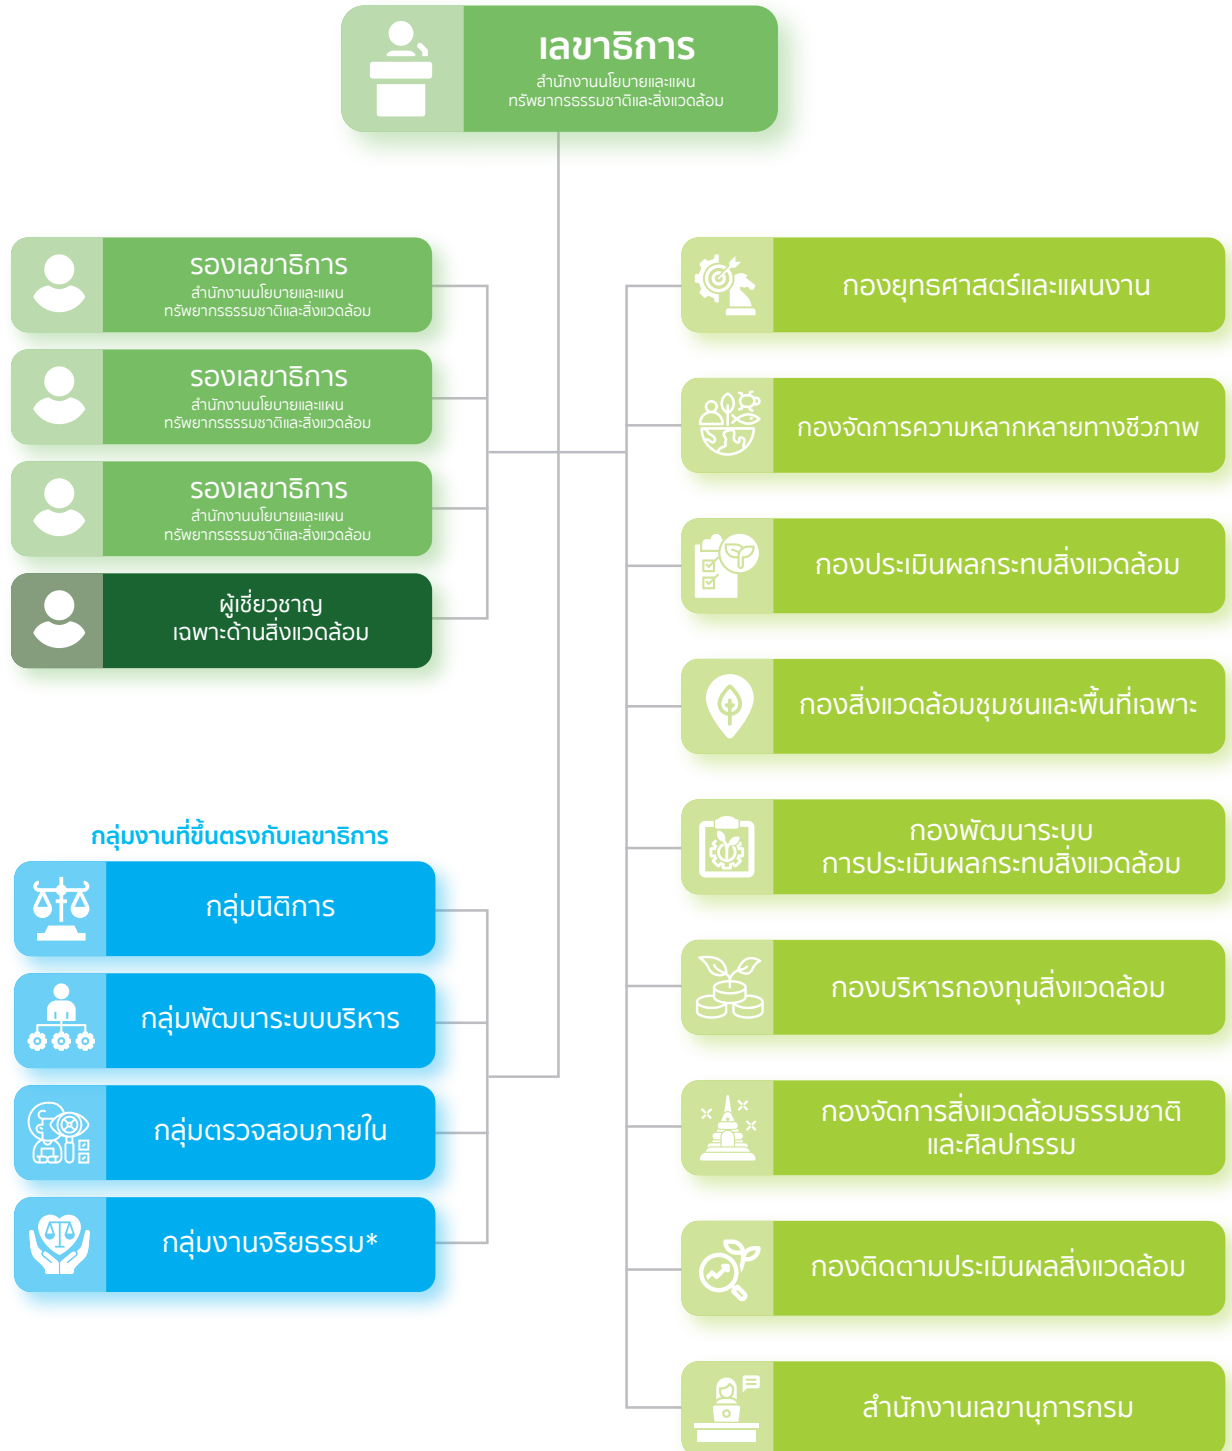 เลขาธิการ
สำนักงานนโยบายและแผน
ทรัพยากรธรรมชาติและสิ่งแวดล้อม
รองเลขาธิการ
สำนักงานนโยบายและแผน
ทรัพยากรธรรมชาติและสิ่งแวดล้อม
รองเลขาธิการ
สำนักงานนโยบายและแผน
ทรัพยากรธรรมชาติและสิ่งแวดล้อม
รองเลขาธิการ
สำนักงานนโยบายและแผน
ทรัพยากรธรรมชาติและสิ่งแวดล้อม
ผู้เชี่ยวชาญ
เฉพาะด้านสิ่งแวดล้อม
กลุ่มงานที่ขึ้นตรงกับเลขาธิการ
กลุ่มนิติการ
กลุ่มพัฒนาระบบบริหาร
กลุ่มตรวจสอบภายใน
กลุ่มงานจริยธรรม*
กองยุทธศาสตร์และแผนงาน
กองจัดการความหลากหลายทางชีวภาพ
กองประเมินผลกระทบสิ่งแวดล้อม
กองสิ่งแวดล้อมชุมชนและพื้นที่เฉพาะ
กองพัฒนาระบบ
การประเมินผลกระทบสิ่งแวดล้อม
กองบริหารกองทุนสิ่งแวดล้อม
กองจัดการสิ่งแวดล้อมธรรมชาติ
และศิลปกรรม
กองติดตามประเมินผลสิ่งแวดล้อม
สำนักงานเลขานุการกรม